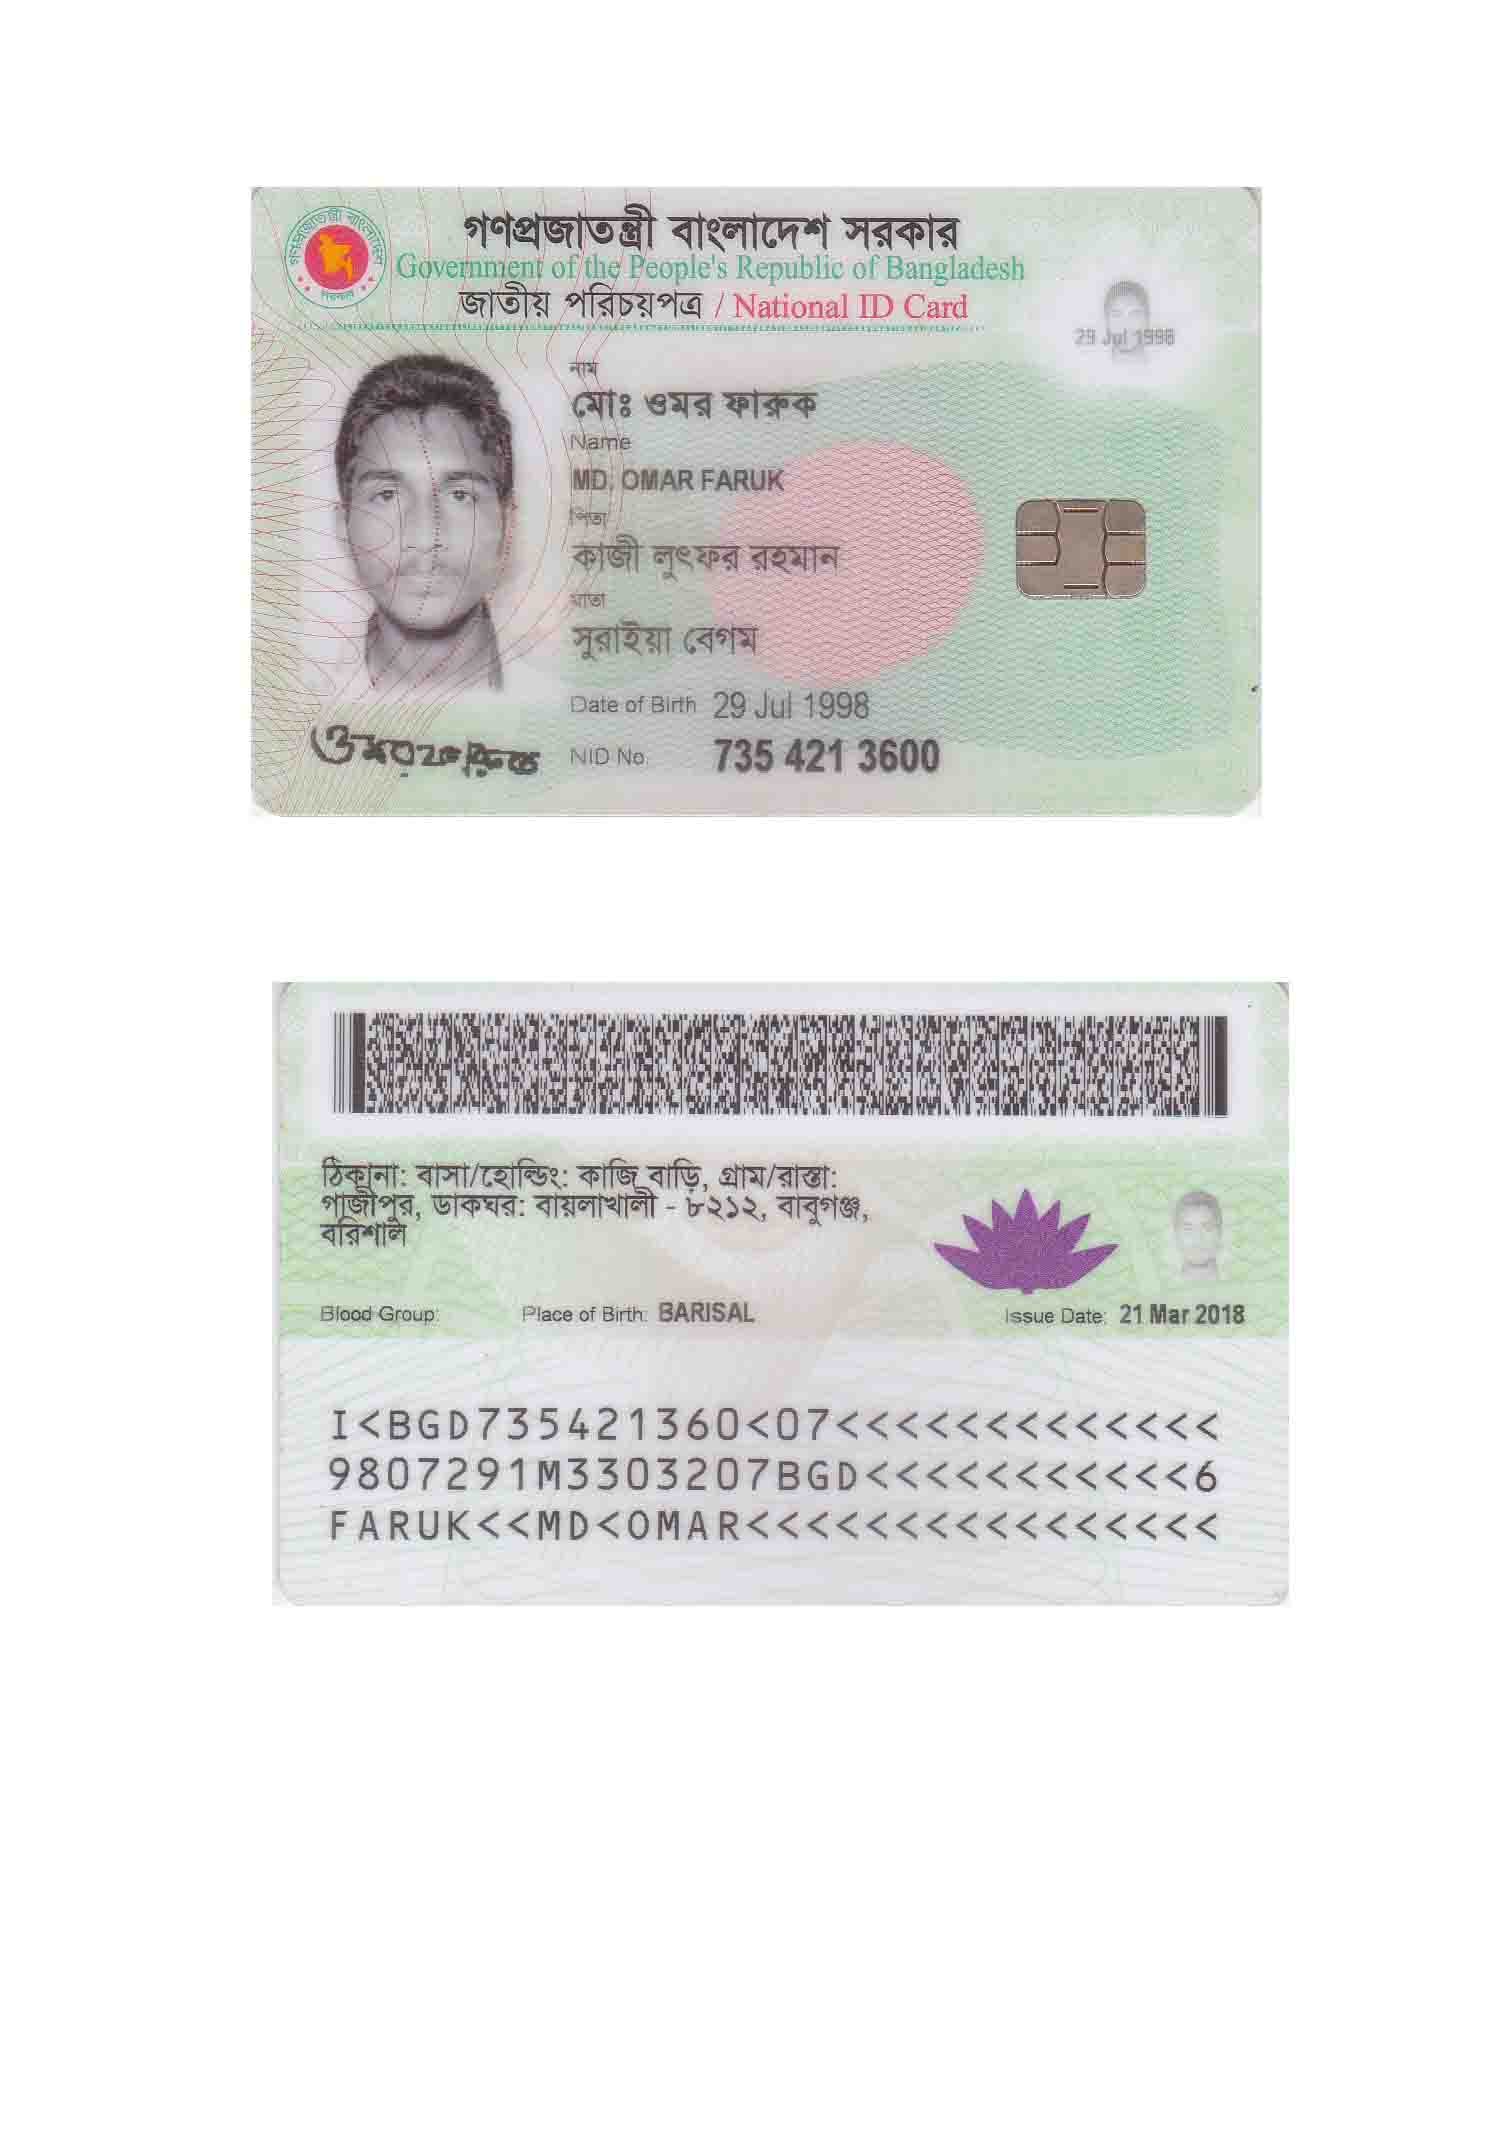 গণপ্রজাতন্ত্রী বাংলাদেশ সরকার
Government of the People's Republic of Bangladesh
জাতীয় পরিচয়পত্র / National ID Card
গণপ্রজাতন্ত্রী বাংলাদেশ সরকার
29 Jul 1998
নাম
মোঃ ওমর ফারুক
Name
MD. OMAR FARUK
পিতা
কাজী লুৎফর রহমান
মাতা
সুরাইয়া বেগম
Date of Birth 29 Jul 1998
ওমর ফারুক
NID No. 735 421 3600
ঠিকানা: বাসা/হোল্ডিং: কাজি বাড়ি, গ্রাম/রাস্তা:
গাজীপুর, ডাকঘর: বায়লাখালী - ৮২১২, বাবুগঞ্জ,
বরিশাল
Blood Group: Place of Birth: BARISAL Issue Date: 21 Mar 2018
I<BGD735421360<07<<<<<<<<<<<<<
9807291M3303207BGD<<<<<<<<<<<6
FARUK<<MD<OMAR<<<<<<<<<<<<<<<<